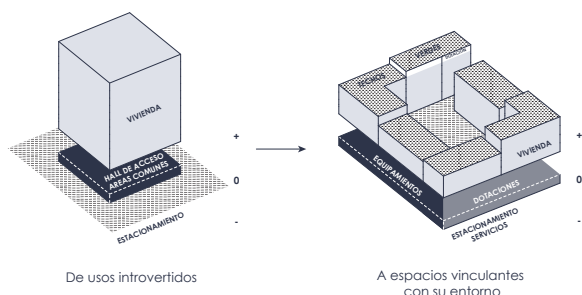 VIVIENDA
HALL DE ACCESO
AREAS COMUNES
ESTACIONAMIENTO
+
0
-
De usos introvertidos
TECHOS
VERDES
VIVIENDA
EQUIPAMIENTOS
DOTACIONES
ESTACIONAMIENTO
SERVICIOS
+
0
-
A espacios vinculantes
con su entorno